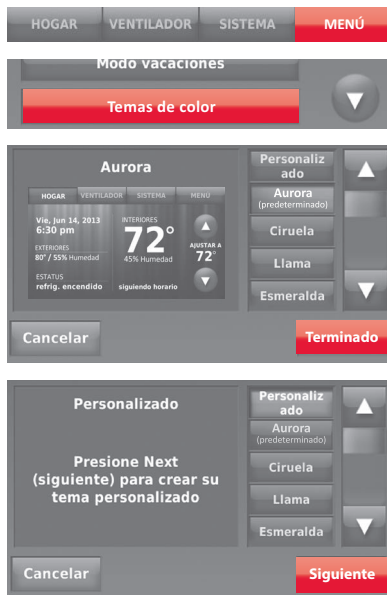 HOGAR VENTILADOR SISTEMA MENÚ
Modo vacaciones
Temas de color
Aurora
HOGAR VENTILADOR SISTEMA MENÚ
Vie, Jun 14, 2013
6:30 pm
EXTERIORES
80° / 55% Humedad
ESTATUS
refrig. encendido
INTERIORES
72°
45% Humedad
siguiendo horario
AJUSTAR A
72°
Personaliz
ado
Aurora
(predeterminado)
Ciruela
Llama
Esmeralda
Cancelar
Terminado
Personalizado
Presione Next
(siguiente) para crear su
tema personalizado
Personaliz
ado
Aurora
(predeterminado)
Ciruela
Llama
Esmeralda
Cancelar
Siguiente